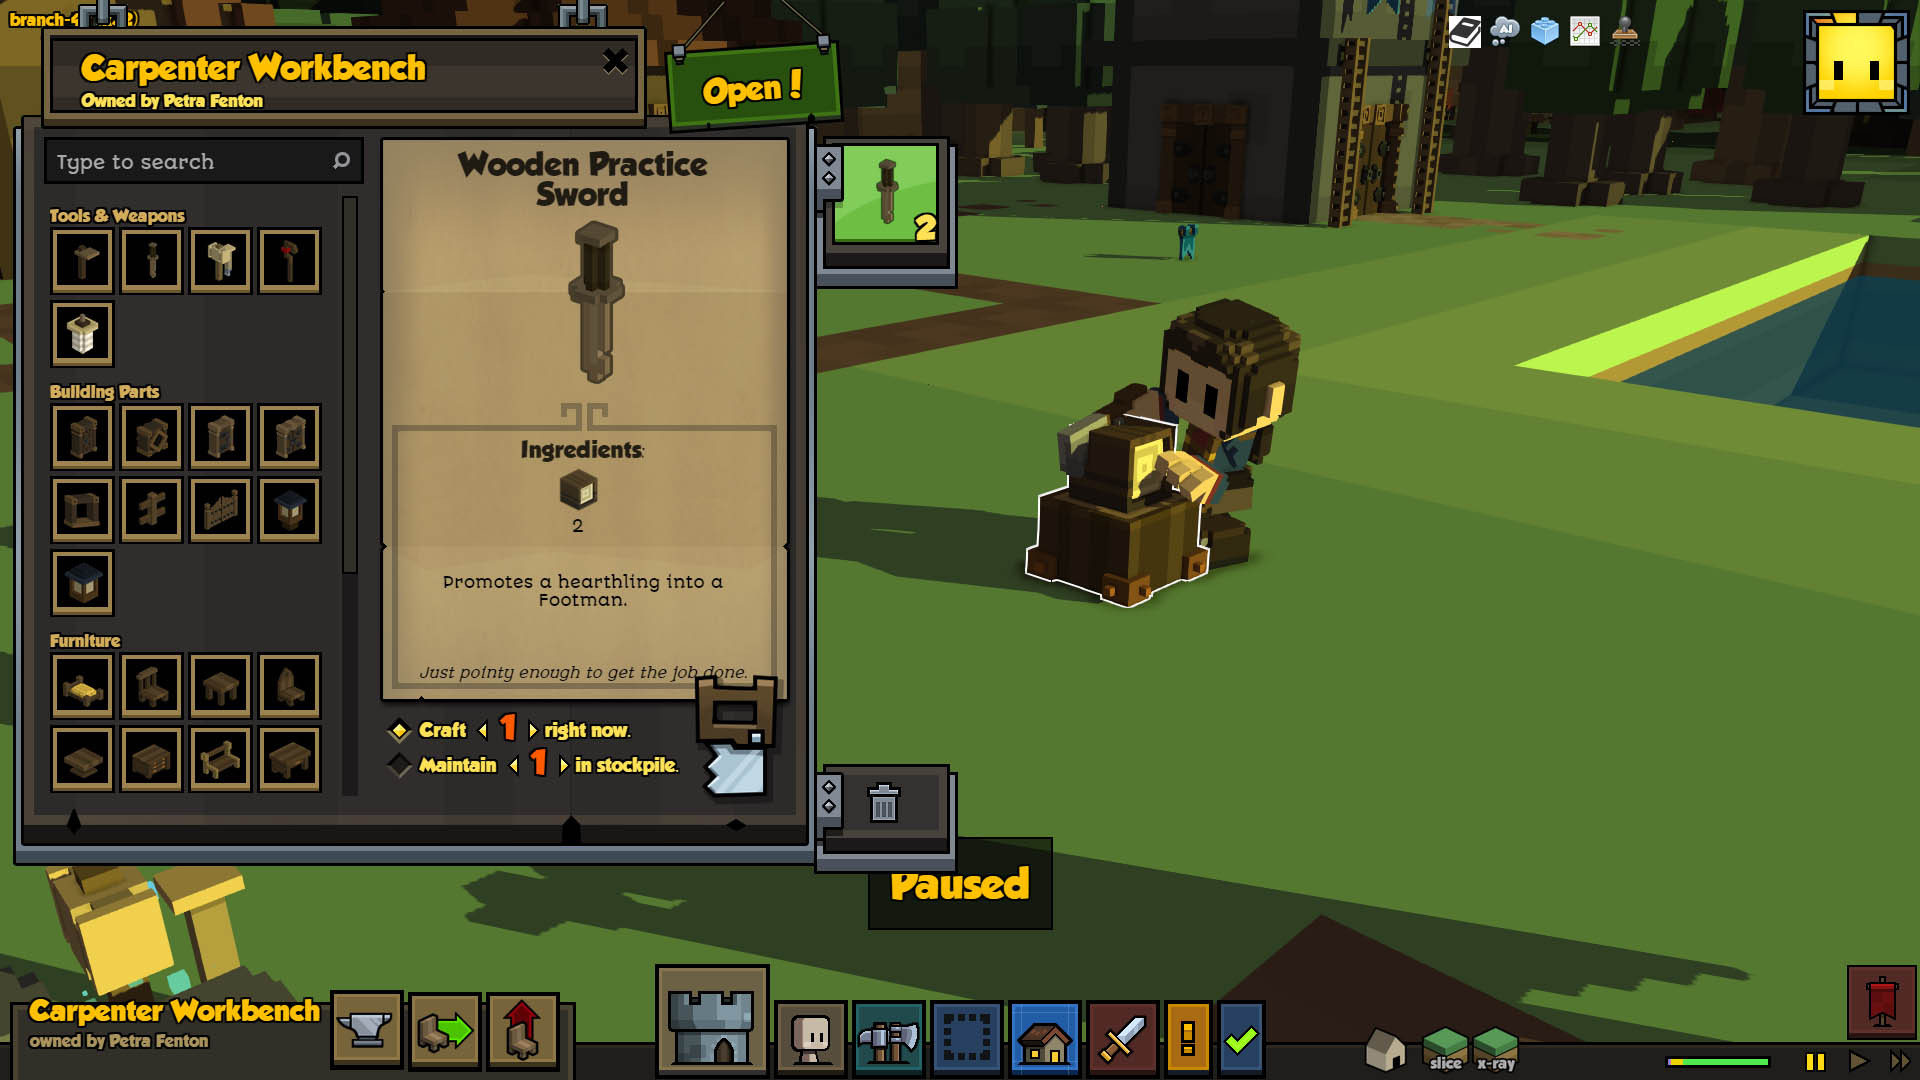 Carpenter Workbench
Owned by Petra Fenton
Open!
Type to search
Tools & Weapons
Building Parts
Furniture
Wooden Practice
Sword
Ingredients:
2
Promotes a hearthling into a
Footman.
Just pointy enough to get the job done.
Craft 1 right now.
Maintain 1 in stockpile.
2
AI
Paused
Carpenter Workbench
owned by Petra Fenton
slice
x-ray